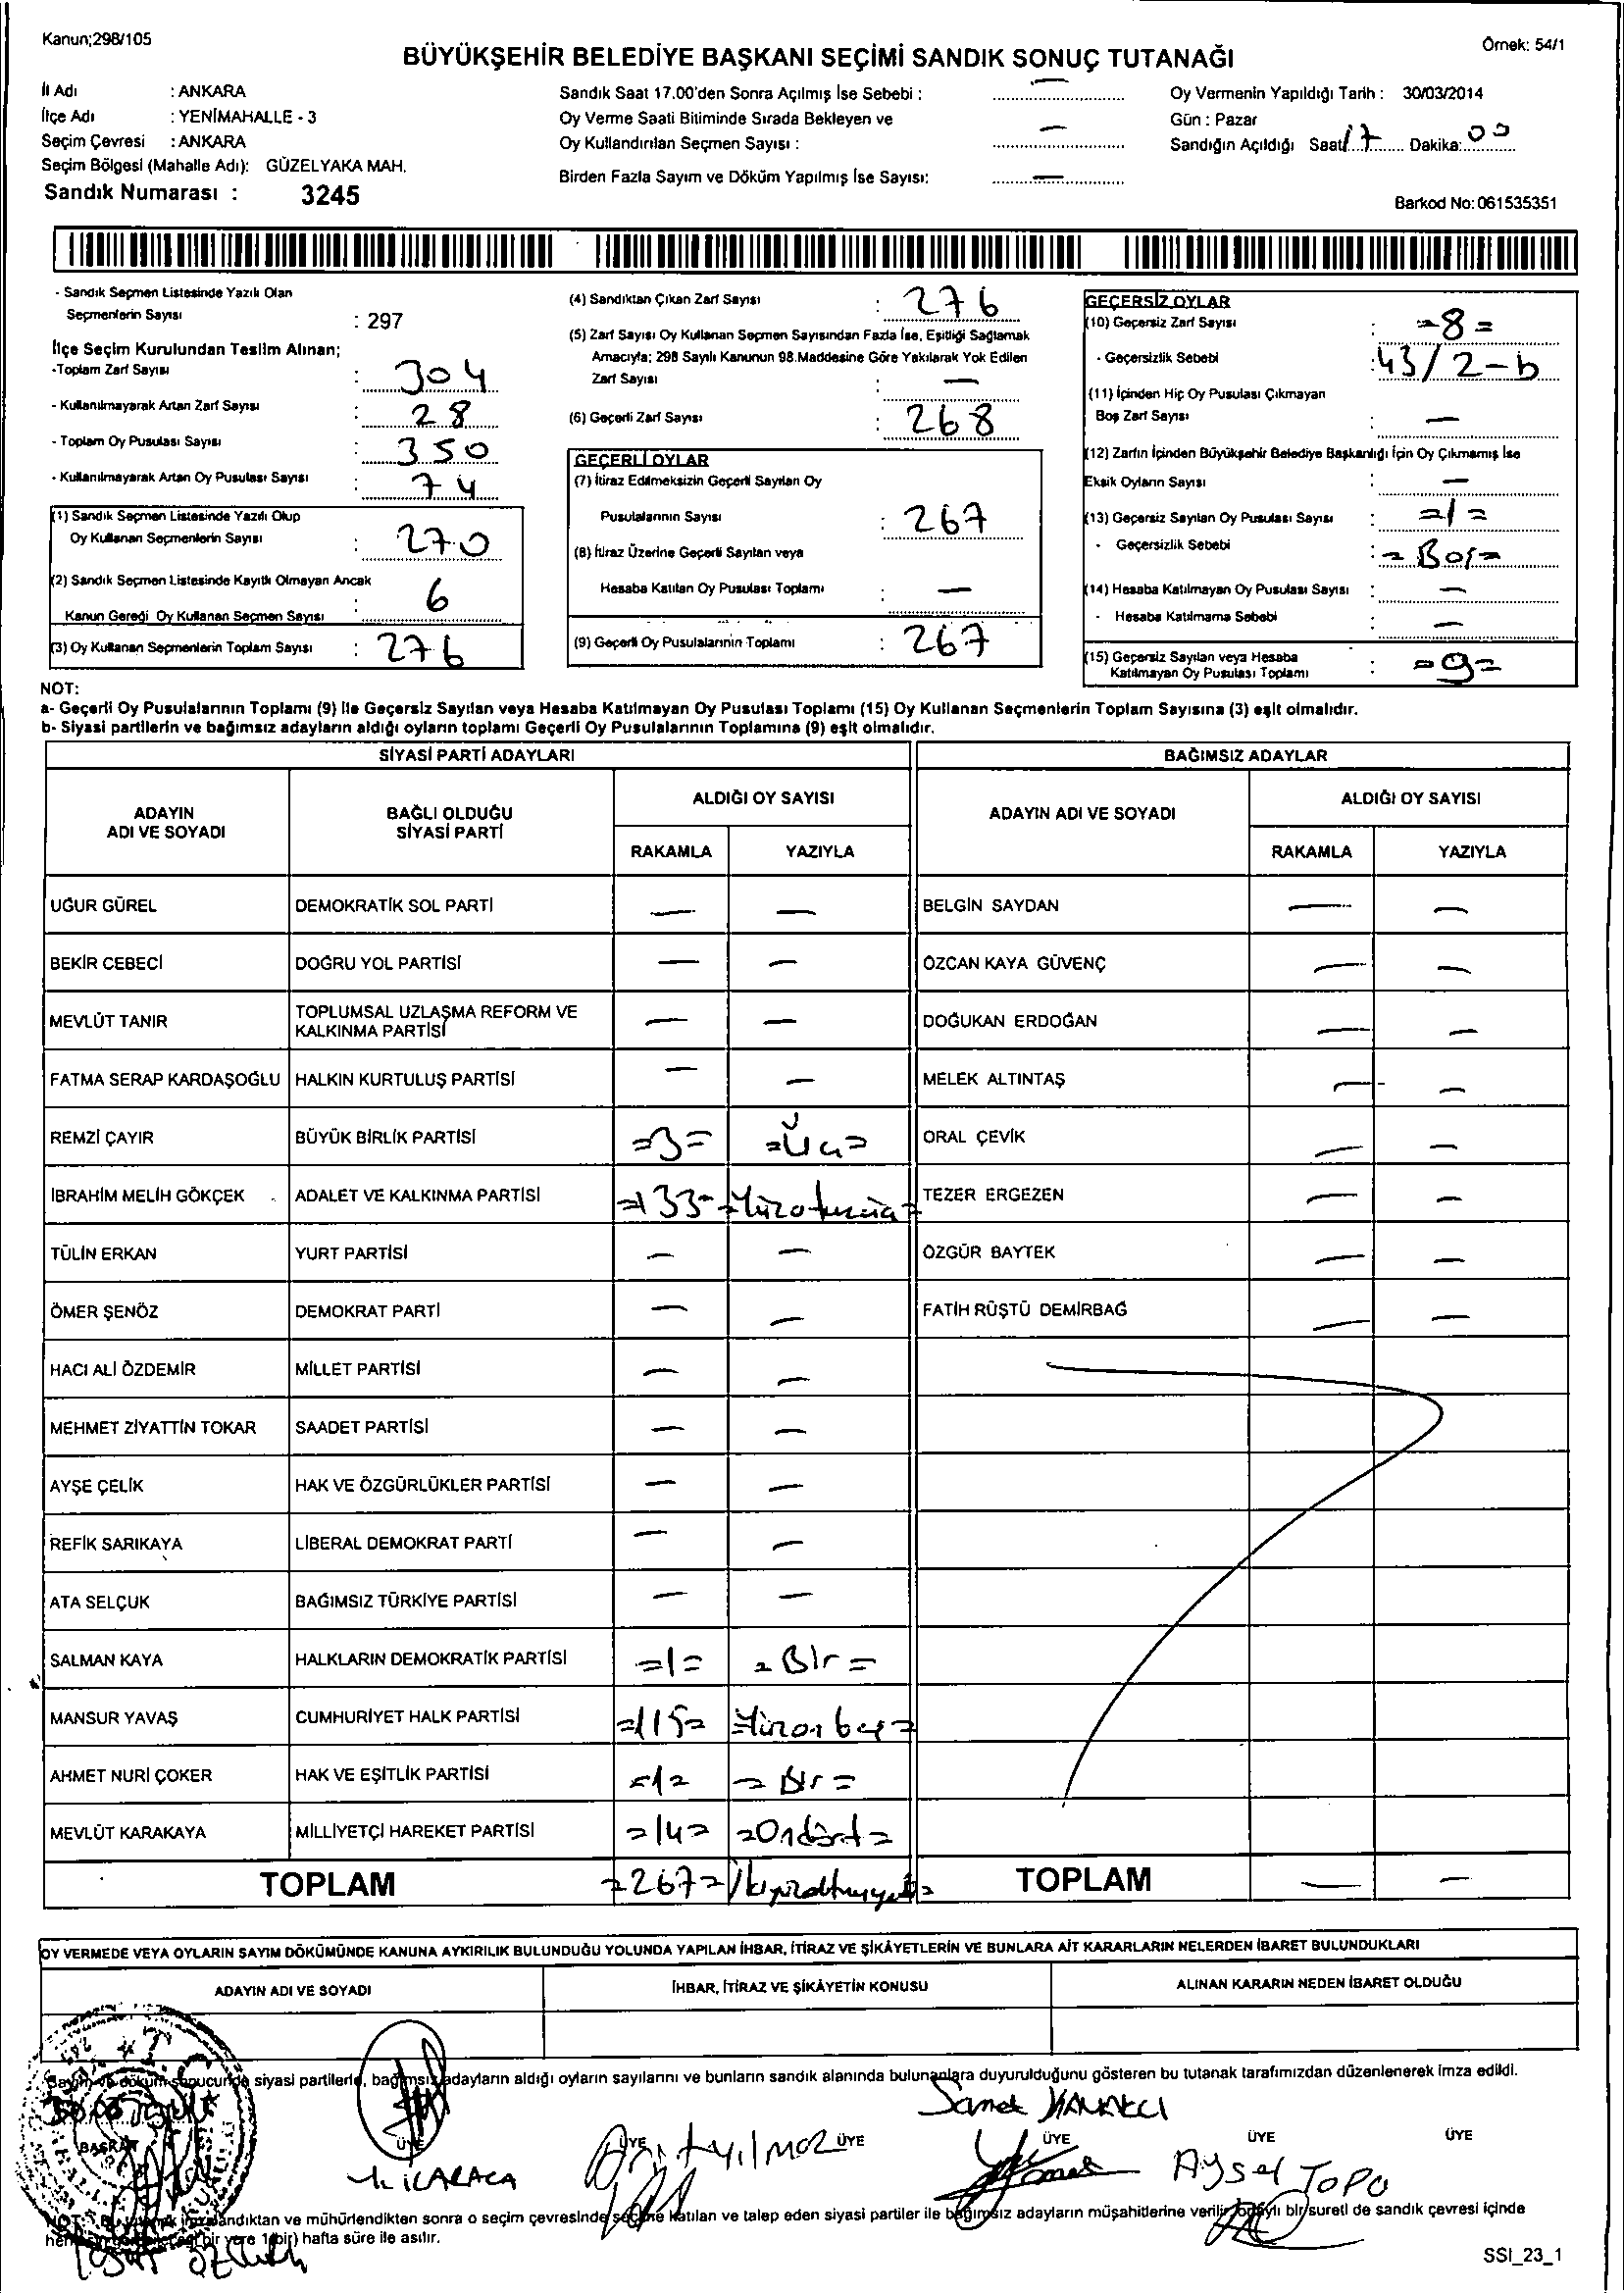 Kanun;298/105
Örnek: 54/1
BÜYÜKŞEHİR BELEDİYE BAŞKANI SEÇİMİ SANDIK SONUÇ TUTANAĞI
İl Adı : ANKARA
İlçe Adı : YENİMAHALLE - 3
Seçim Çevresi : ANKARA
Seçim Bölgesi (Mahalle Adı): GÜZELYAKA MAH.
Sandık Numarası : 3245
Sandık Saat 17.00'den Sonra Açılmış İse Sebebi : —
Oy Verme Saati Bitiminde Sırada Bekleyen ve
Oy Kullandırılan Seçmen Sayısı : —
Birden Fazla Sayım ve Döküm Yapılmış İse Sayısı: —
Oy Vermenin Yapıldığı Tarih : 30/03/2014
Gün : Pazar
Sandığın Açıldığı Saat: 17 Dakika: 00
Barkod No: 061535351
- Sandık Seçmen Listesinde Yazılı Olan
Seçmenlerin Sayısı : 297
İlçe Seçim Kurulundan Teslim Alınan;
-Toplam Zarf Sayısı : 304
- Kullanılmayarak Artan Zarf Sayısı : 28
- Toplam Oy Pusulası Sayısı : 350
- Kullanılmayarak Artan Oy Pusulası Sayısı : 74
(1) Sandık Seçmen Listesinde Yazılı Olup
Oy Kullanan Seçmenlerin Sayısı : 270
(2) Sandık Seçmen Listesinde Kayıtlı Olmayan Ancak
Kanun Gereği Oy Kullanan Seçmen Sayısı : 6
(3) Oy Kullanan Seçmenlerin Toplam Sayısı : 276
(4) Sandıktan Çıkan Zarf Sayısı : 276
(5) Zarf Sayısı Oy Kullanan Seçmen Sayısından Fazla İse, Eşitliği Sağlamak
Amacıyla; 298 Sayılı Kanunun 98.Maddesine Göre Yakılarak Yok Edilen
Zarf Sayısı : —
(6) Geçerli Zarf Sayısı : 268
GEÇERLİ OYLAR
(7) İtiraz Edilmeksizin Geçerli Sayılan Oy
Pusulalarının Sayısı : 267
(8) İtiraz Üzerine Geçerli Sayılan veya
Hesaba Katılan Oy Pusulası Toplamı : —
(9) Geçerli Oy Pusulalarının Toplamı : 267
GEÇERSİZ OYLAR
(10) Geçersiz Zarf Sayısı : =8=
- Geçersizlik Sebebi : 43/2-b
(11) İçinden Hiç Oy Pusulası Çıkmayan
Boş Zarf Sayısı : —
(12) Zarfın İçinden Büyükşehir Belediye Başkanlığı İçin Oy Çıkmamış İse
Eksik Oyların Sayısı : —
(13) Geçersiz Sayılan Oy Pusulası Sayısı : =1=
- Geçersizlik Sebebi : =Boş=
(14) Hesaba Katılmayan Oy Pusulası Sayısı : —
- Hesaba Katılmama Sebebi : —
(15) Geçersiz Sayılan veya Hesaba
Katılmayan Oy Pusulası Toplamı : =9=
NOT:
a- Geçerli Oy Pusulalarının Toplamı (9) ile Geçersiz Sayılan veya Hesaba Katılmayan Oy Pusulası Toplamı (15) Oy Kullanan Seçmenlerin Toplam Sayısına (3) eşit olmalıdır.
b- Siyasi partilerin ve bağımsız adayların aldığı oyların toplamı Geçerli Oy Pusulalarının Toplamına (9) eşit olmalıdır.
SİYASİ PARTİ ADAYLARI BAĞIMSIZ ADAYLAR
ADAYIN ADI VE SOYADI BAĞLI OLDUĞU SİYASİ PARTİ ALDIĞI OY SAYISI ADAYIN ADI VE SOYADI ALDIĞI OY SAYISI
RAKAMLA YAZIYLA RAKAMLA YAZIYLA
UĞUR GÜREL DEMOKRATİK SOL PARTİ — — BELGİN SAYDAN — —
BEKİR CEBECİ DOĞRU YOL PARTİSİ — — ÖZCAN KAYA GÜVENÇ — —
MEVLÜT TANIR TOPLUMSAL UZLAŞMA REFORM VE KALKINMA PARTİSİ — — DOĞUKAN ERDOĞAN — —
FATMA SERAP KARDAŞOĞLU HALKIN KURTULUŞ PARTİSİ — — MELEK ALTINTAŞ — —
REMZİ ÇAYIR BÜYÜK BİRLİK PARTİSİ =3= =Üç= ORAL ÇEVİK — —
İBRAHİM MELİH GÖKÇEK ADALET VE KALKINMA PARTİSİ =133= =Yüzotuzüç= TEZER ERGEZEN — —
TÜLİN ERKAN YURT PARTİSİ — — ÖZGÜR BAYTEK — —
ÖMER ŞENÖZ DEMOKRAT PARTİ — — FATİH RÜŞTÜ DEMİRBAĞ — —
HACI ALİ ÖZDEMİR MİLLET PARTİSİ — —
MEHMET ZİYATTİN TOKAR SAADET PARTİSİ — —
AYŞE ÇELİK HAK VE ÖZGÜRLÜKLER PARTİSİ — —
REFİK SARIKAYA LİBERAL DEMOKRAT PARTİ — —
ATA SELÇUK BAĞIMSIZ TÜRKİYE PARTİSİ — —
SALMAN KAYA HALKLARIN DEMOKRATİK PARTİSİ =1= =Bir=
MANSUR YAVAŞ CUMHURİYET HALK PARTİSİ =115= =Yüzonbeş=
AHMET NURİ ÇOKER HAK VE EŞİTLİK PARTİSİ =1= =Bir=
MEVLÜT KARAKAYA MİLLİYETÇİ HAREKET PARTİSİ =14= =Ondört=
TOPLAM =267= TOPLAM — —
OY VERMEDE VEYA OYLARIN SAYIM DÖKÜMÜNDE KANUNA AYKIRILIK BULUNDUĞU YOLUNDA YAPILAN İHBAR, İTİRAZ VE ŞİKÂYETLERİN VE BUNLARA AİT KARARLARIN NELERDEN İBARET BULUNDUKLARI
ADAYIN ADI VE SOYADI İHBAR, İTİRAZ VE ŞİKÂYETİN KONUSU ALINAN KARARIN NEDEN İBARET OLDUĞU
Sayım ve döküm sonucunda siyasi partilerle, bağımsız adayların aldığı oyların sayılarını ve bunların sandık alanında bulunanlara duyurulduğunu gösteren bu tutanak tarafımızdan düzenlenerek imza edildi.
BAŞKAN ÜYE ÜYE ÜYE ÜYE ÜYE ÜYE
KARACA
Aysel TOPU
NOT: imzalandıktan ve mühürlendikten sonra o seçim çevresinde seçime katılan ve talep eden siyasi partiler ile bağımsız adayların müşahitlerine verilir, onaylı bir sureti de sandık çevresi içinde
bir yere 1(bir) hafta süre ile asılır.
ÖZTÜRK
SSI_23_1